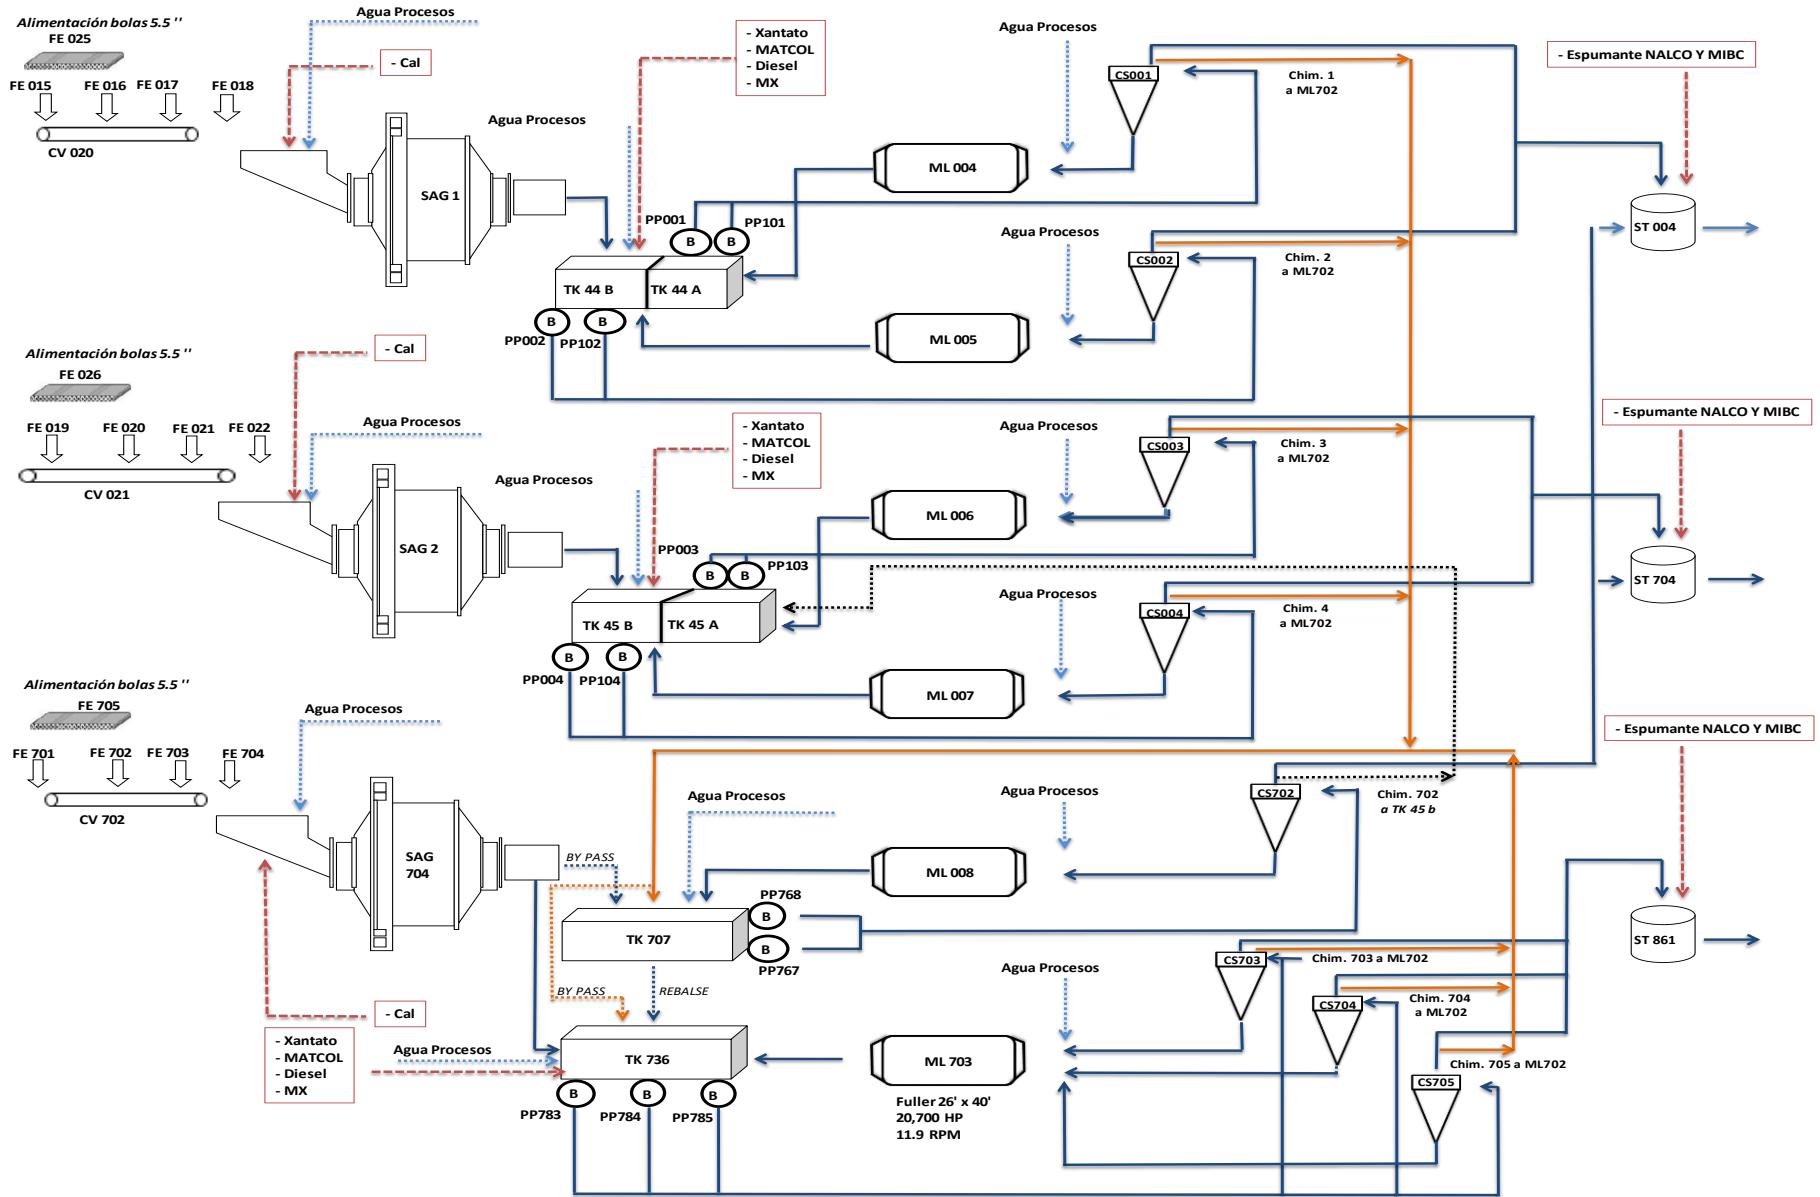 Agua Procesos
Alimentación bolas 5.5 ''
FE 025
FE 015
FE 016
FE 017
FE 018
CV 020
- Cal
SAG 1
Agua Procesos
- Xantato
- MATCOL
- Diesel
- MX
Agua Procesos
CS001
Chim. 1
a ML702
- Espumante NALCO Y MIBC
ML 004
ST 004
PP001
PP101
B
B
TK 44 B
TK 44 A
B
B
PP002
PP102
Agua Procesos
CS002
Chim. 2
a ML702
ML 005
Alimentación bolas 5.5 ''
FE 026
FE 019
FE 020
FE 021
FE 022
CV 021
- Cal
Agua Procesos
SAG 2
Agua Procesos
- Xantato
- MATCOL
- Diesel
- MX
Agua Procesos
CS003
Chim. 3
a ML702
- Espumante NALCO Y MIBC
ML 006
ST 704
PP003
PP103
B
B
TK 45 B
TK 45 A
B
B
PP004
PP104
Agua Procesos
CS004
Chim. 4
a ML702
ML 007
Alimentación bolas 5.5 ''
FE 705
FE 701
FE 702
FE 703
FE 704
CV 702
Agua Procesos
SAG
704
BY PASS
Agua Procesos
Agua Procesos
CS702
Chim. 702
a TK 45 b
- Espumante NALCO Y MIBC
ML 008
ST 861
PP768
B
B
PP767
TK 707
BY PASS
REBALSE
- Cal
- Xantato
- MATCOL
- Diesel
- MX
Agua Procesos
TK 736
B
B
B
PP783
PP784
PP785
Agua Procesos
ML 703
Fuller 26' x 40'
20,700 HP
11.9 RPM
CS703
Chim. 703 a ML702
CS704
Chim. 704
a ML702
CS705
Chim. 705 a ML702